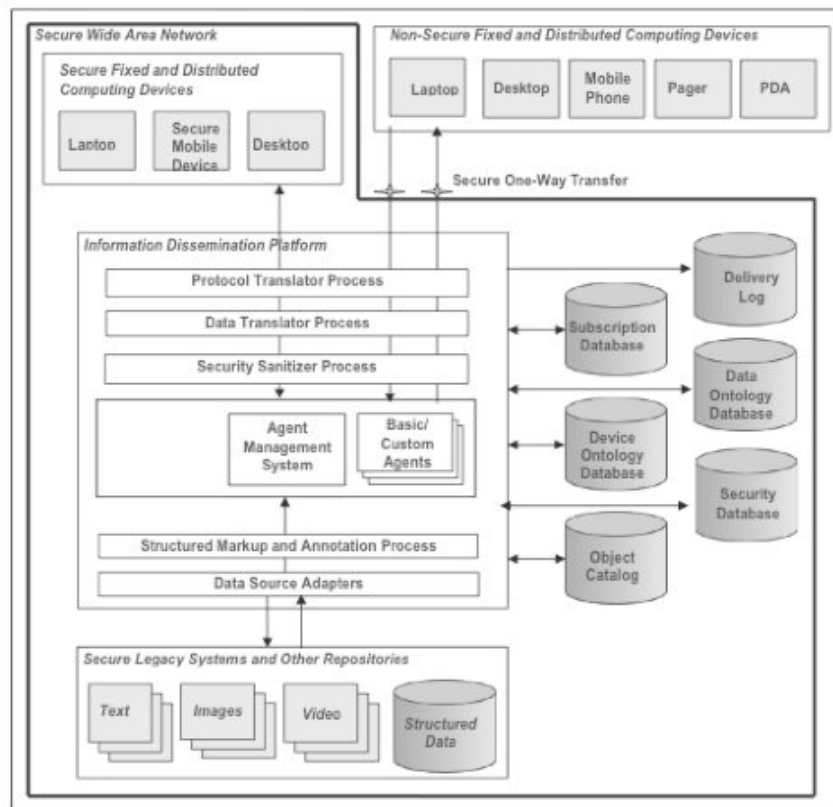 Secure Wide Area Network
Non-Secure Fixed and Distributed Computing Devices
Secure Fixed and Distributed
Computing Devices
Laptop
Secure
Mobile
Device
Desktop
Laptop
Desktop
Mobile
Phone
Pager
PDA
Secure One-Way Transfer
Information Dissemination Platform
Protocol Translator Process
Data Translator Process
Security Sanitizer Process
Agent
Management
System
Basic/
Custom
Agents
Structured Markup and Annotation Process
Data Source Adapters
Delivery
Log
Subscription
Database
Data
Ontology
Database
Device
Ontology
Database
Security
Database
Object
Catalog
Secure Legacy Systems and Other Repositories
Text
Images
Video
Structured
Data